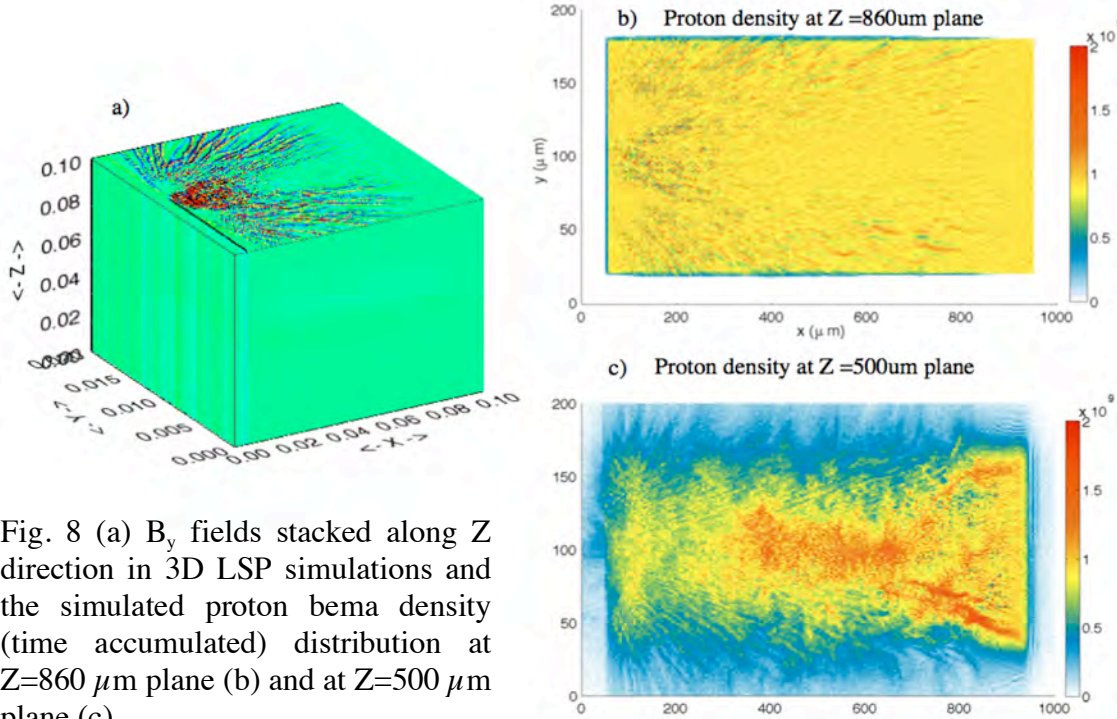 a)
0.10
0.08
0.06
0.04
0.02
<- Z ->
0.015
0.010
0.005
0.000
<- Y ->
0.00 0.02 0.04 0.06 0.08 0.10
<- X ->
b) Proton density at Z =860um plane
x 10
200
150
100
50
0
y (μ m)
0 200 400 600 800 1000
x (μ m)
2
1.5
1
0.5
0
c) Proton density at Z =500um plane
x 10 9
200
150
100
50
0
0 200 400 600 800 1000
2
1.5
1
0.5
0
Fig. 8 (a) By fields stacked along Z
direction in 3D LSP simulations and
the simulated proton bema density
(time accumulated) distribution at
Z=860 μm plane (b) and at Z=500 μm
plane (c)